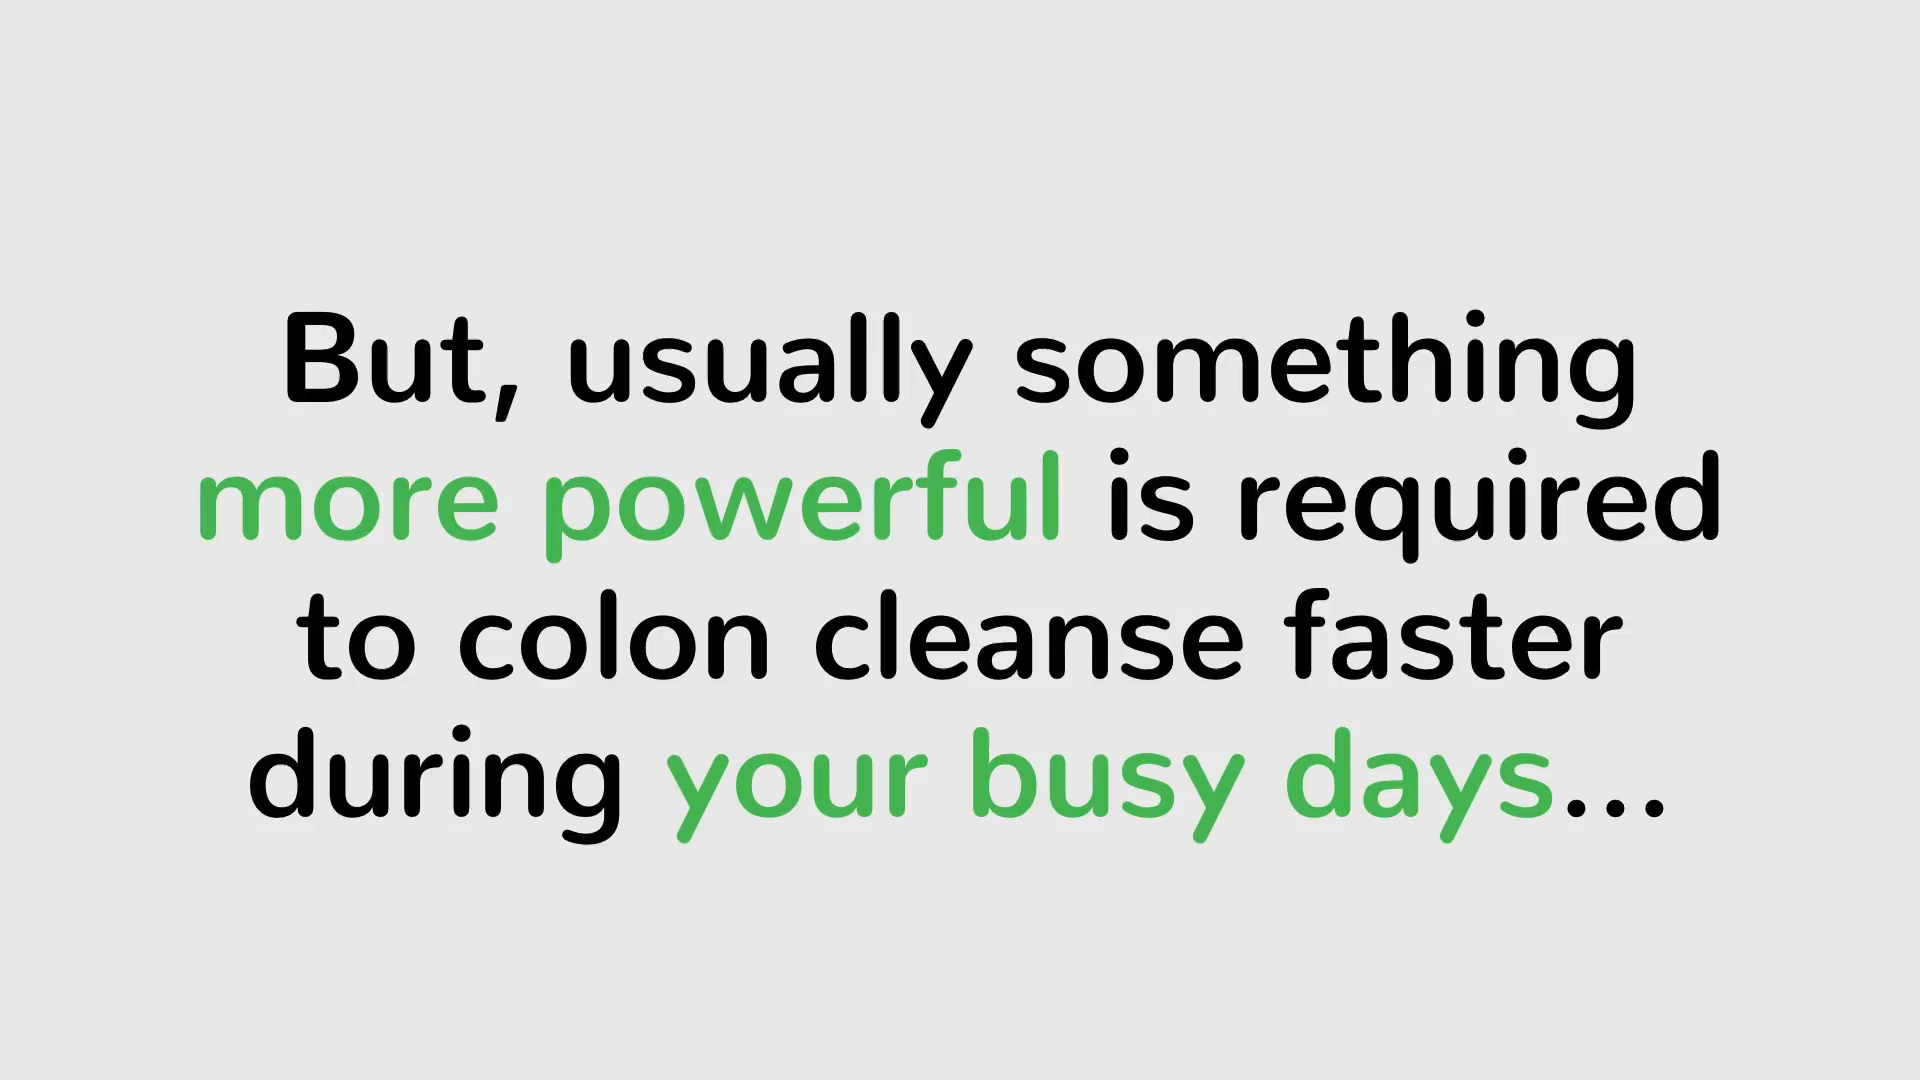 But, usually something
more powerful is required
to colon cleanse faster
during your busy days...